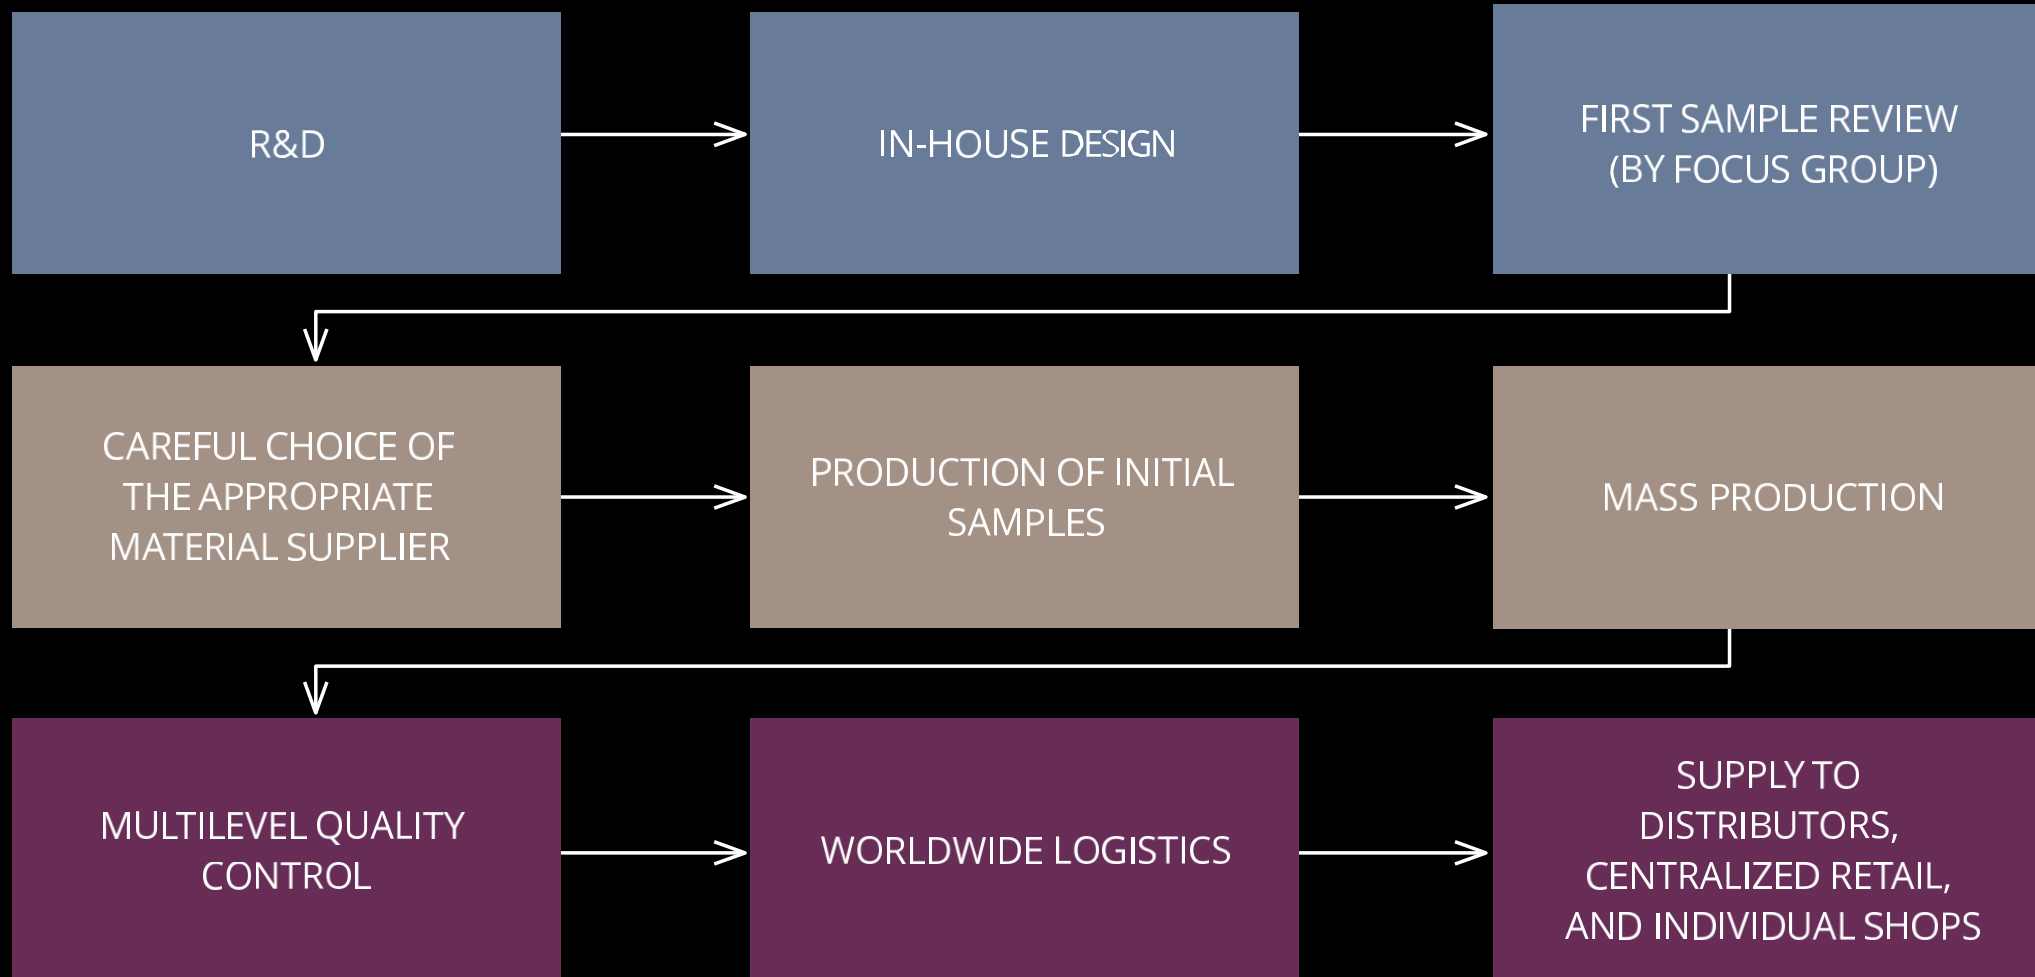 R&D
IN-HOUSE DESIGN
FIRST SAMPLE REVIEW
(BY FOCUS GROUP)
CAREFUL CHOICE OF
THE APPROPRIATE
MATERIAL SUPPLIER
PRODUCTION OF INITIAL
SAMPLES
MASS PRODUCTION
MULTILEVEL QUALITY
CONTROL
WORLDWIDE LOGISTICS
SUPPLY TO
DISTRIBUTORS,
CENTRALIZED RETAIL,
AND INDIVIDUAL SHOPS